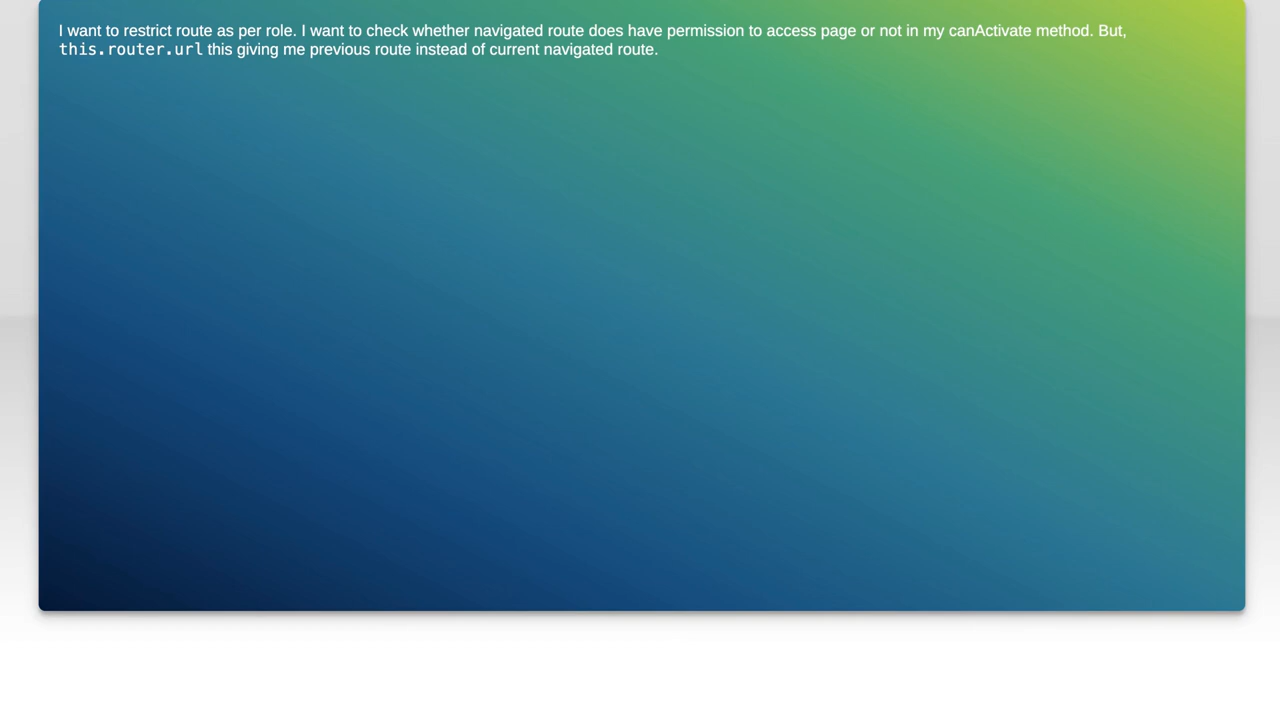 I want to restrict route as per role. I want to check whether navigated route does have permission to access page or not in my canActivate method. But,
this.router.url this giving me previous route instead of current navigated route.